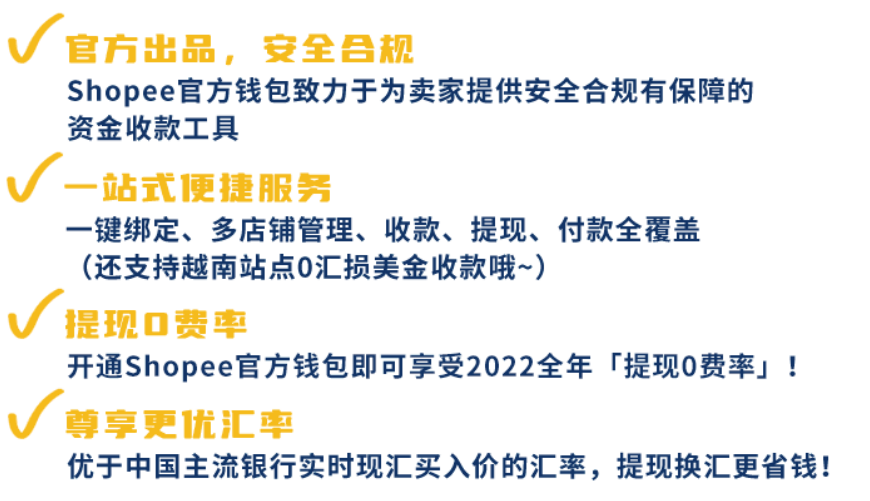 官方出品，安全合规
Shopee官方钱包致力于为卖家提供安全合规有保障的
资金收款工具
一站式便捷服务
一键绑定、多店铺管理、收款、提现、付款全覆盖
（还支持越南站点0汇损美金收款哦~）
提现0费率
开通Shopee官方钱包即可享受2022全年「提现0费率」！
尊享更优汇率
优于中国主流银行实时现汇买入价的汇率，提现换汇更省钱！